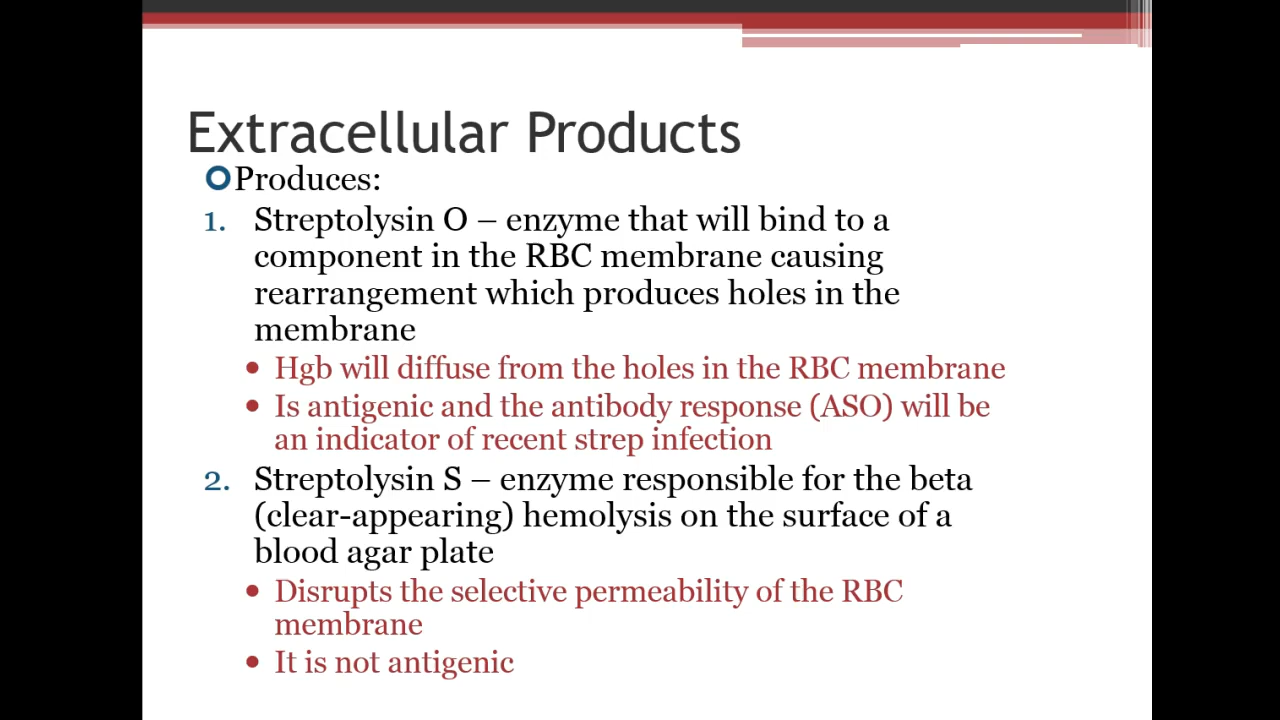 Extracellular Products
Produces:
1. Streptolysin O – enzyme that will bind to a
component in the RBC membrane causing
rearrangement which produces holes in the
membrane
• Hgb will diffuse from the holes in the RBC membrane
• Is antigenic and the antibody response (ASO) will be
an indicator of recent strep infection
2. Streptolysin S – enzyme responsible for the beta
(clear-appearing) hemolysis on the surface of a
blood agar plate
• Disrupts the selective permeability of the RBC
membrane
• It is not antigenic